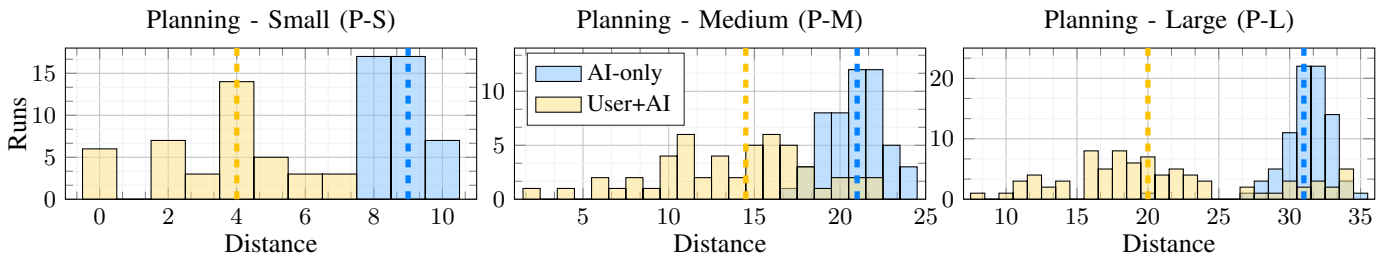 Planning - Small (P-S)
Planning - Medium (P-M)
Planning - Large (P-L)
Runs
15
10
5
0
0 2 4 6 8 10
Distance
AI-only
User+AI
10
5
0
5 10 15 20 25
Distance
20
10
0
10 15 20 25 30 35
Distance